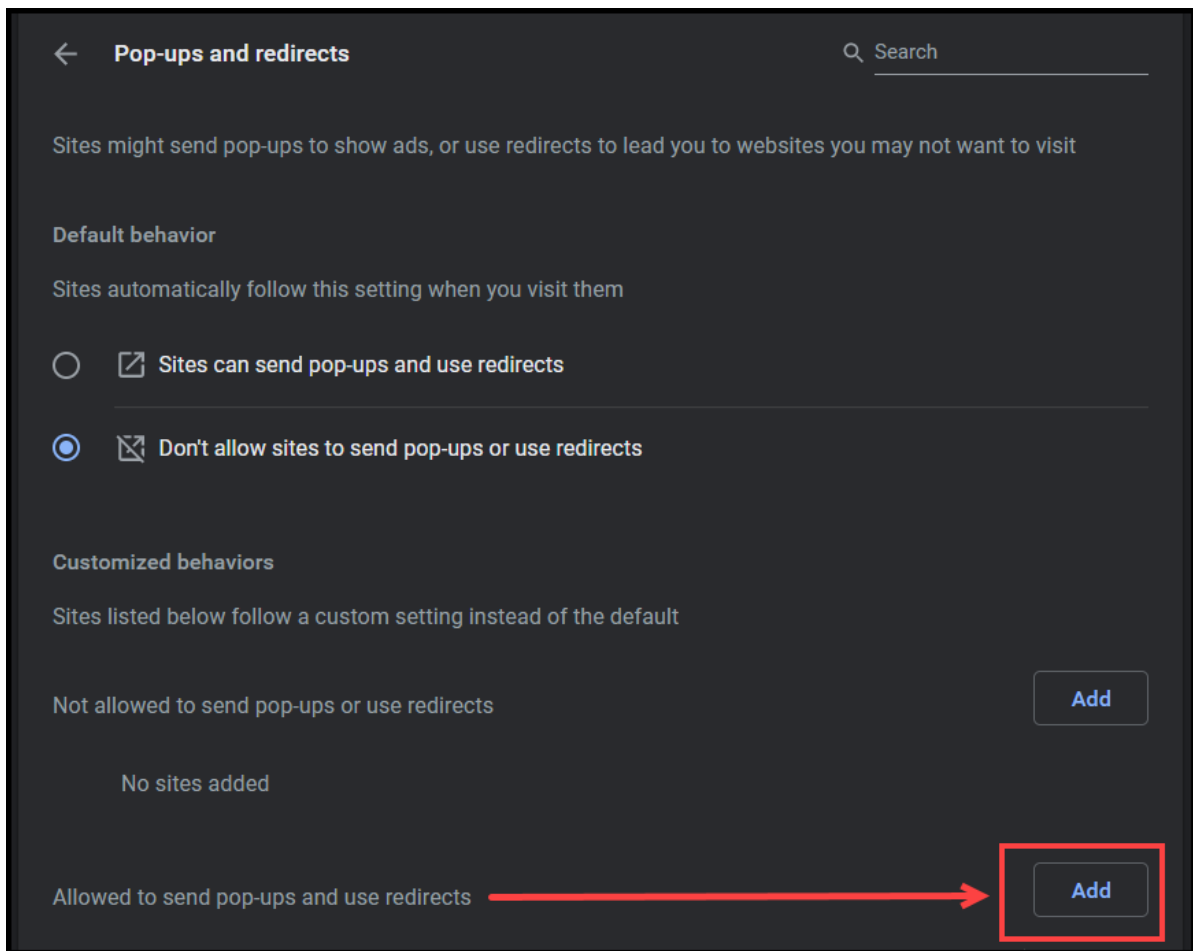 Pop-ups and redirects
Search
Sites might send pop-ups to show ads, or use redirects to lead you to websites you may not want to visit
Default behavior
Sites automatically follow this setting when you visit them
Sites can send pop-ups and use redirects
Don't allow sites to send pop-ups or use redirects
Customized behaviors
Sites listed below follow a custom setting instead of the default
Not allowed to send pop-ups or use redirects
Add
No sites added
Allowed to send pop-ups and use redirects
Add